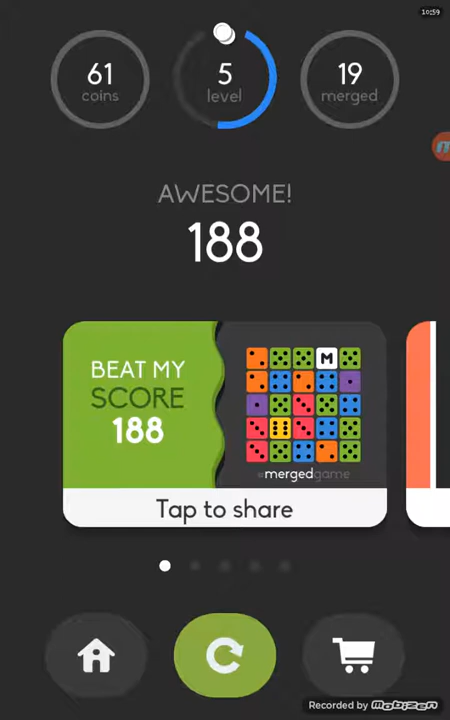 10:59
61
coins
5
level
19
merged
AWESOME!
188
BEAT MY
SCORE
188
M
#mergedgame
Tap to share
Recorded by mobizen